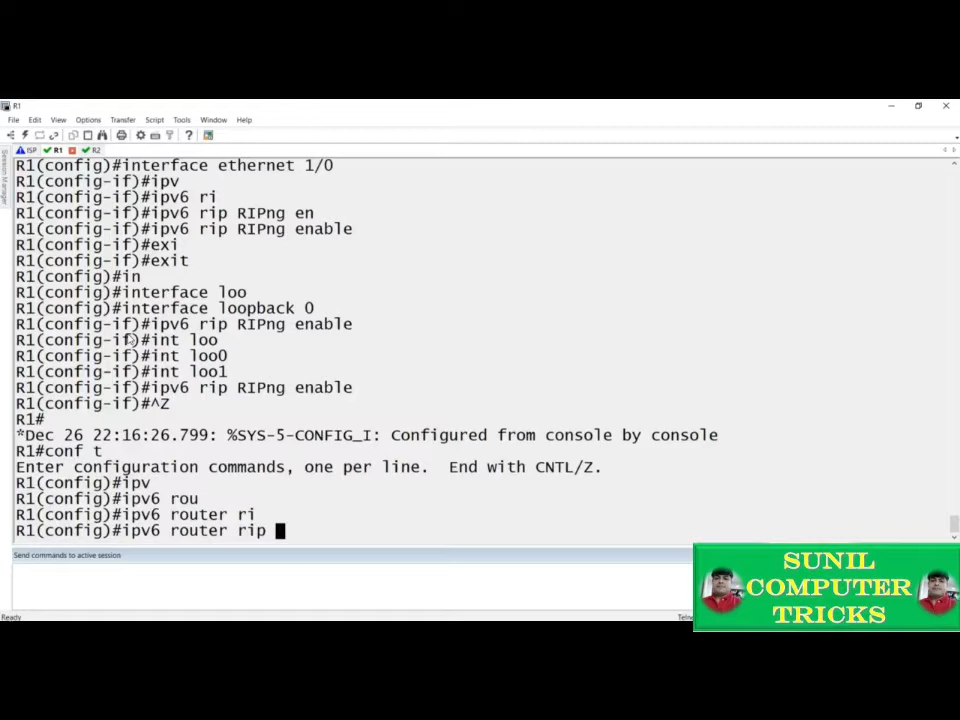 R1
File Edit View Options Transfer Script Tools Window Help
ISP R1 R2
Session Manager
R1(config)#interface ethernet 1/0
R1(config-if)#ipv
R1(config-if)#ipv6 ri
R1(config-if)#ipv6 rip RIPng en
R1(config-if)#ipv6 rip RIPng enable
R1(config-if)#exi
R1(config-if)#exit
R1(config)#in
R1(config)#interface loo
R1(config)#interface loopback 0
R1(config-if)#ipv6 rip RIPng enable
R1(config-if)#int loo
R1(config-if)#int loo0
R1(config-if)#int loo1
R1(config-if)#ipv6 rip RIPng enable
R1(config-if)#^Z
R1#
*Dec 26 22:16:26.799: %SYS-5-CONFIG_I: Configured from console by console
R1#conf t
Enter configuration commands, one per line. End with CNTL/Z.
R1(config)#ipv
R1(config)#ipv6 rou
R1(config)#ipv6 router ri
R1(config)#ipv6 router rip
Send commands to active session
Ready
SUNIL
COMPUTER
TRICKS